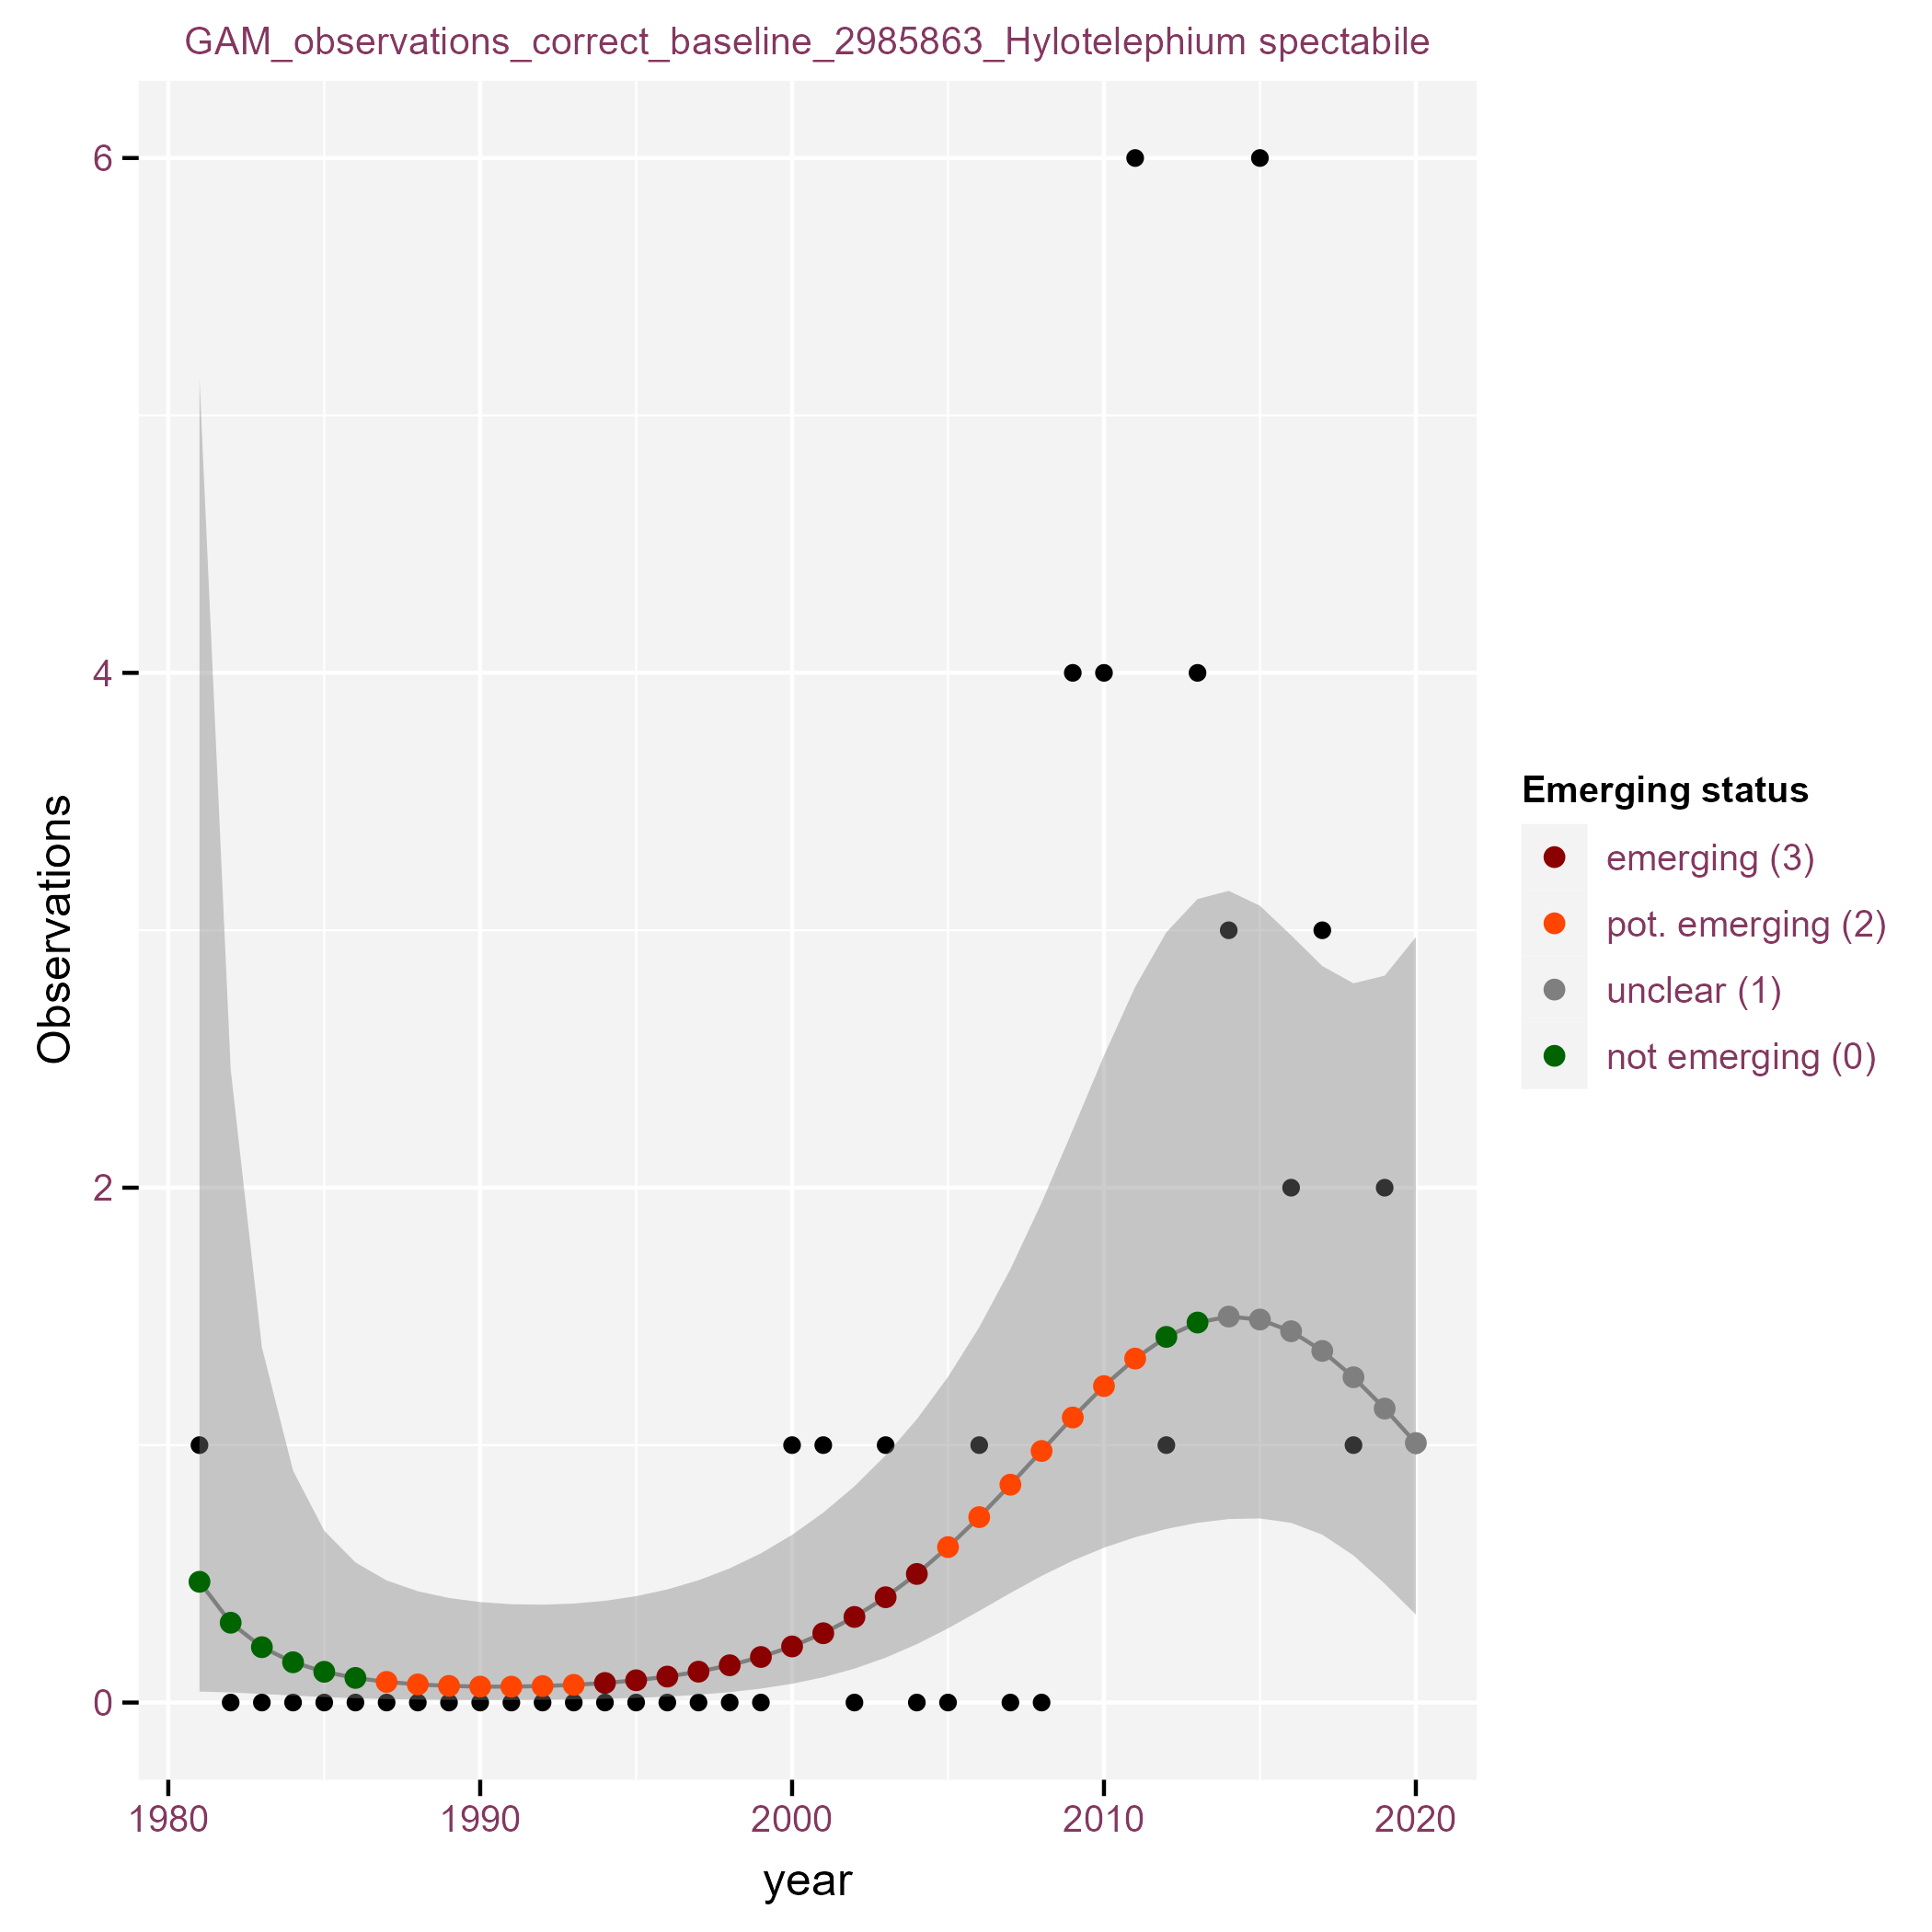 GAM_observations_correct_baseline_2985863_Hylotelephium spectabile
6
4
2
0
Observations
1980
1990
2000
2010
2020
year
Emerging status
emerging (3)
pot. emerging (2)
unclear (1)
not emerging (0)